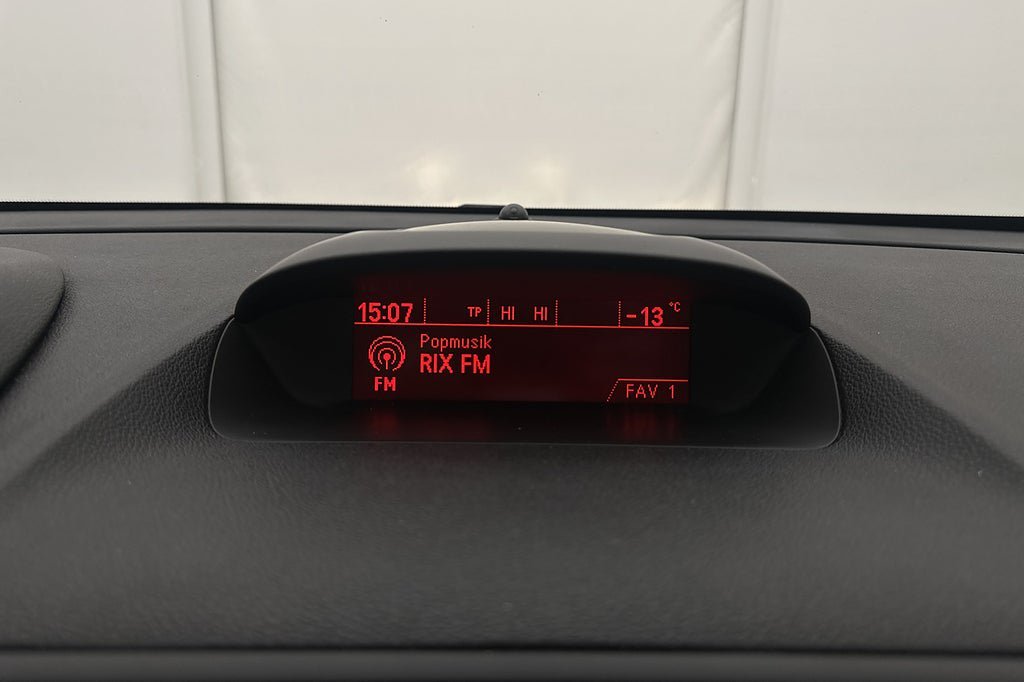 15:07 TP HI HI -13 °C
Popmusik
RIX FM
FM
FAV 1